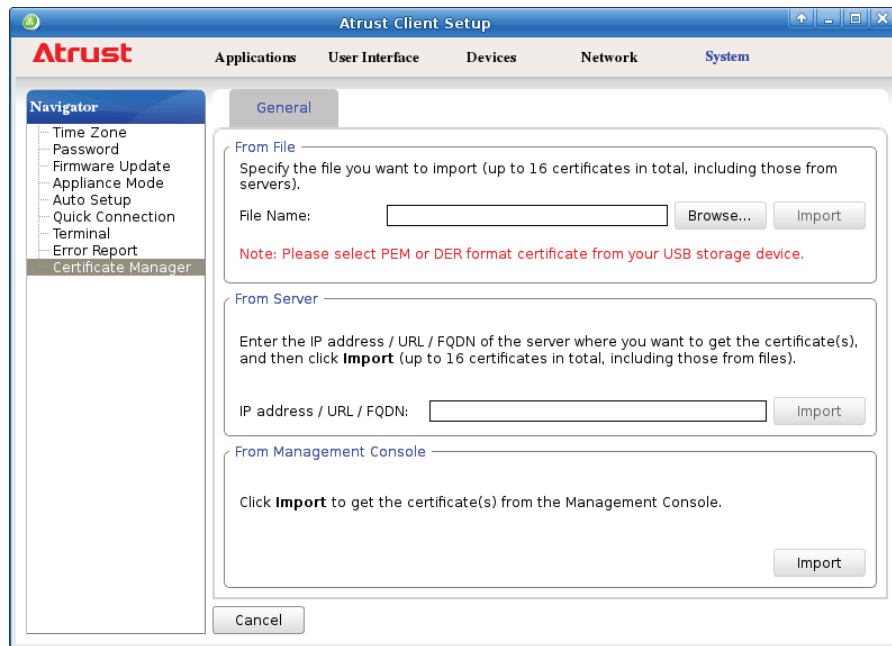 Atrust Client Setup
Atrust
Applications
User Interface
Devices
Network
System
Navigator
Time Zone
Password
Firmware Update
Appliance Mode
Auto Setup
Quick Connection
Terminal
Error Report
Certificate Manager
General
From File
Specify the file you want to import (up to 16 certificates in total, including those from
servers).
File Name:
Browse...
Import
Note: Please select PEM or DER format certificate from your USB storage device.
From Server
Enter the IP address / URL / FQDN of the server where you want to get the certificate(s),
and then click Import (up to 16 certificates in total, including those from files).
IP address / URL / FQDN:
Import
From Management Console
Click Import to get the certificate(s) from the Management Console.
Import
Cancel